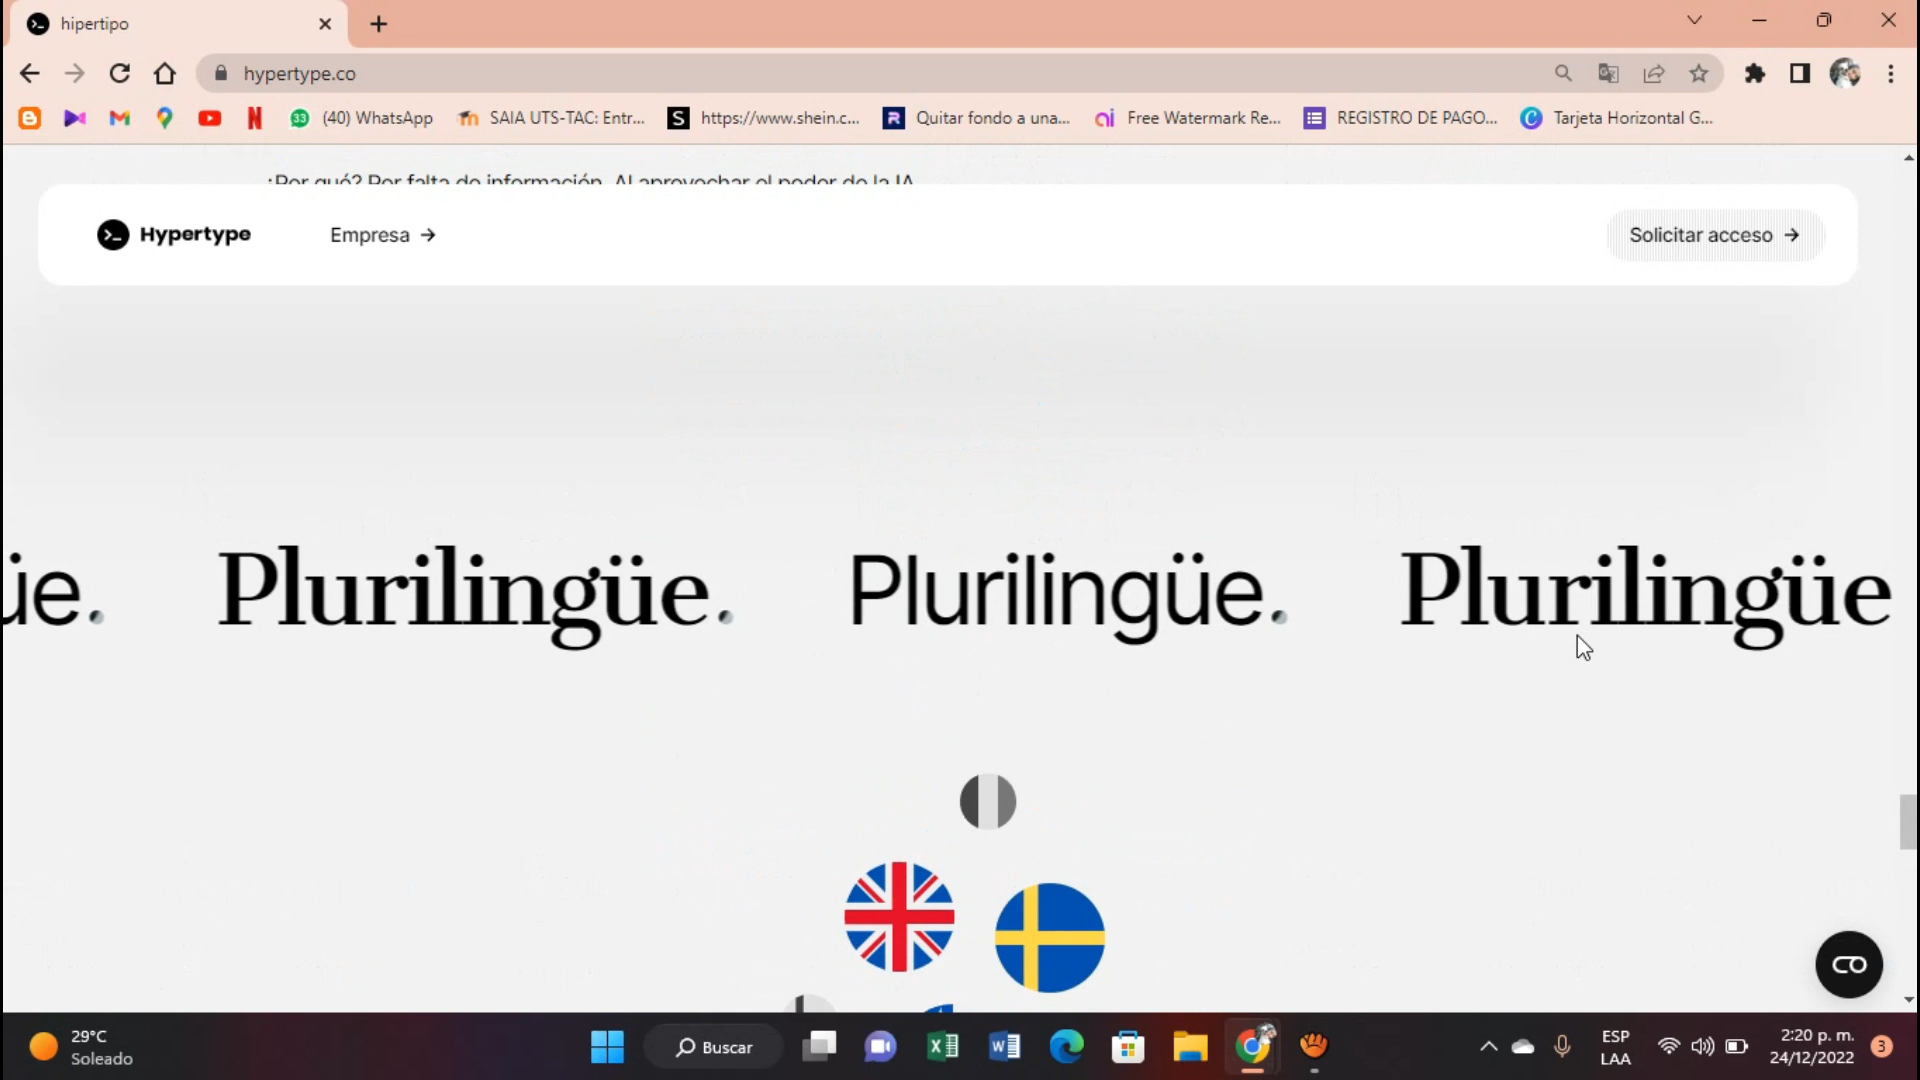 hipertipo
hypertype.co
(40) WhatsApp
SAIA UTS-TAC: Entr...
https://www.shein.c...
Quitar fondo a una...
Free Watermark Re...
REGISTRO DE PAGO...
Tarjeta Horizontal G...
¿Por qué? Por falta de información. Al aprovechar el poder de la IA,
Hypertype
Empresa →
Solicitar acceso →
üe. Plurilingüe. Plurilingüe. Plurilingüe
29°C
Soleado
Buscar
ESP
LAA
2:20 p. m.
24/12/2022
3